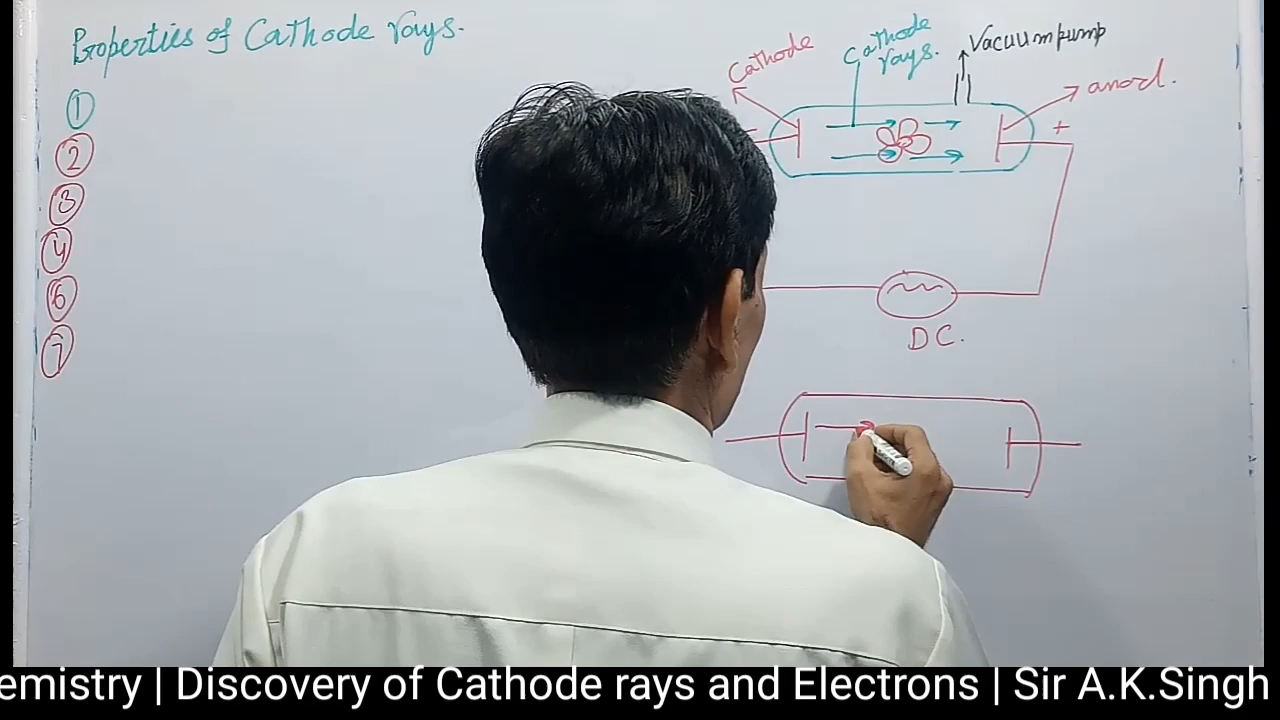 Properties of Cathode rays.
1
2
3
4
6
7
Cathode
Cathode
rays.
Vacuum pump
anod.
+
DC.
emistry | Discovery of Cathode rays and Electrons | Sir A.K.Singh